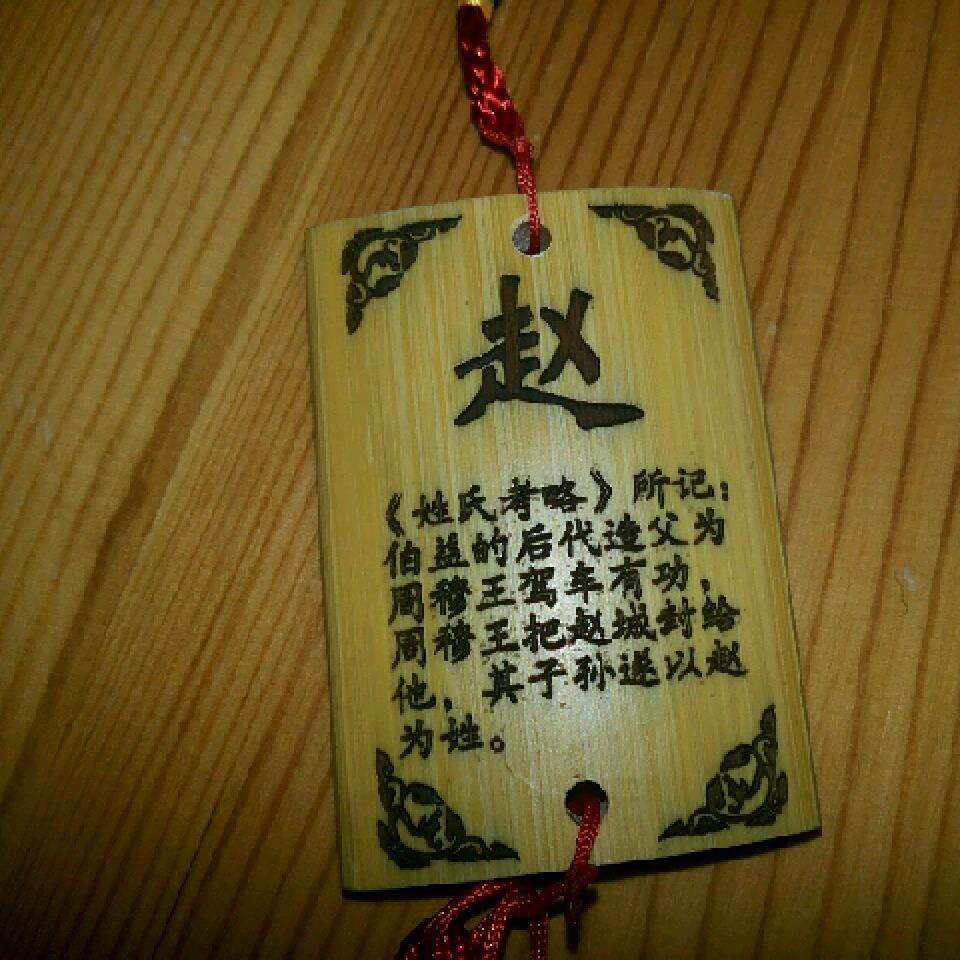 赵
《姓氏考略》所记：
伯益的后代造父为
周穆王驾车有功，
周穆王把赵城封给
他，其子孙遂以赵
为姓。